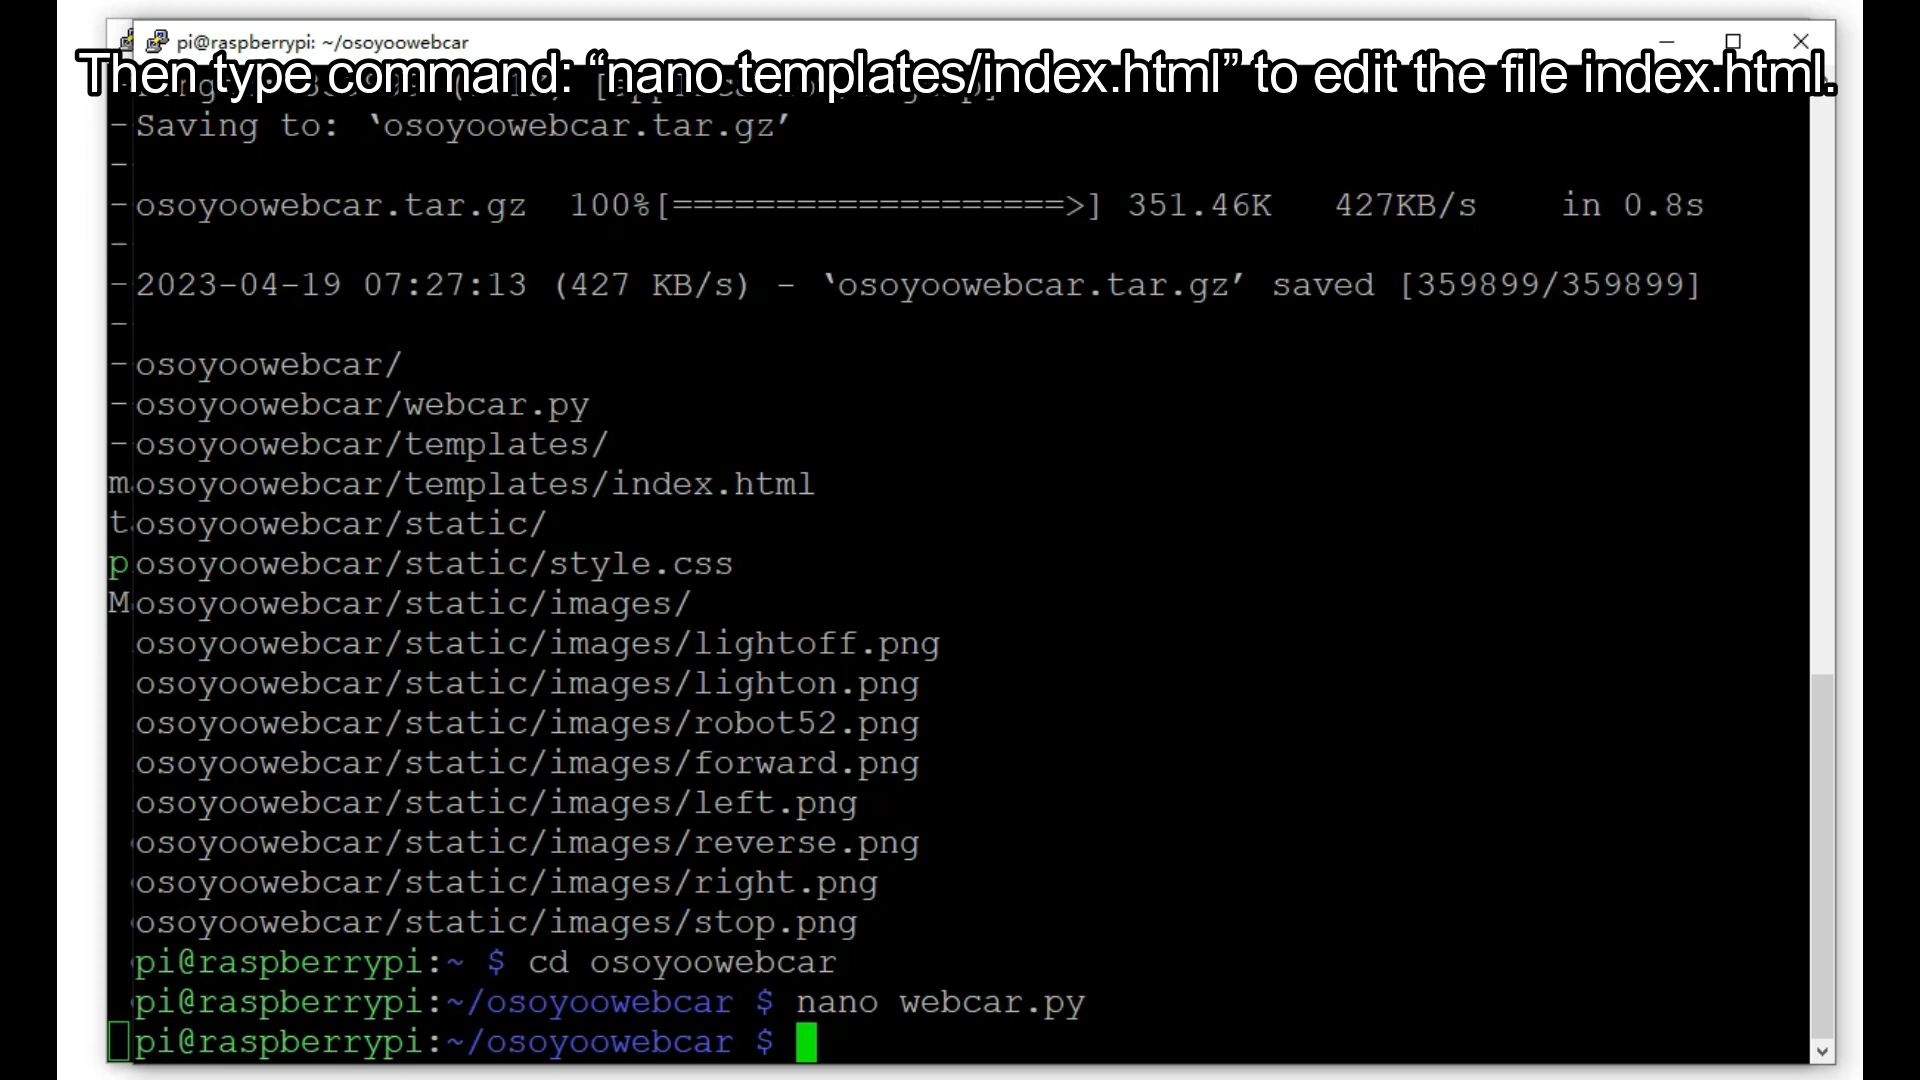 pi@raspberrypi: ~/osoyoowebcar
Then type command: “nano templates/index.html” to edit the file index.html.
Saving to: ‘osoyoowebcar.tar.gz’
osoyoowebcar.tar.gz 100%[===================>] 351.46K 427KB/s in 0.8s
2023-04-19 07:27:13 (427 KB/s) - ‘osoyoowebcar.tar.gz’ saved [359899/359899]
osoyoowebcar/
osoyoowebcar/webcar.py
osoyoowebcar/templates/
osoyoowebcar/templates/index.html
osoyoowebcar/static/
osoyoowebcar/static/style.css
osoyoowebcar/static/images/
osoyoowebcar/static/images/lightoff.png
osoyoowebcar/static/images/lighton.png
osoyoowebcar/static/images/robot52.png
osoyoowebcar/static/images/forward.png
osoyoowebcar/static/images/left.png
osoyoowebcar/static/images/reverse.png
osoyoowebcar/static/images/right.png
osoyoowebcar/static/images/stop.png
pi@raspberrypi:~ $ cd osoyoowebcar
pi@raspberrypi:~/osoyoowebcar $ nano webcar.py
pi@raspberrypi:~/osoyoowebcar $